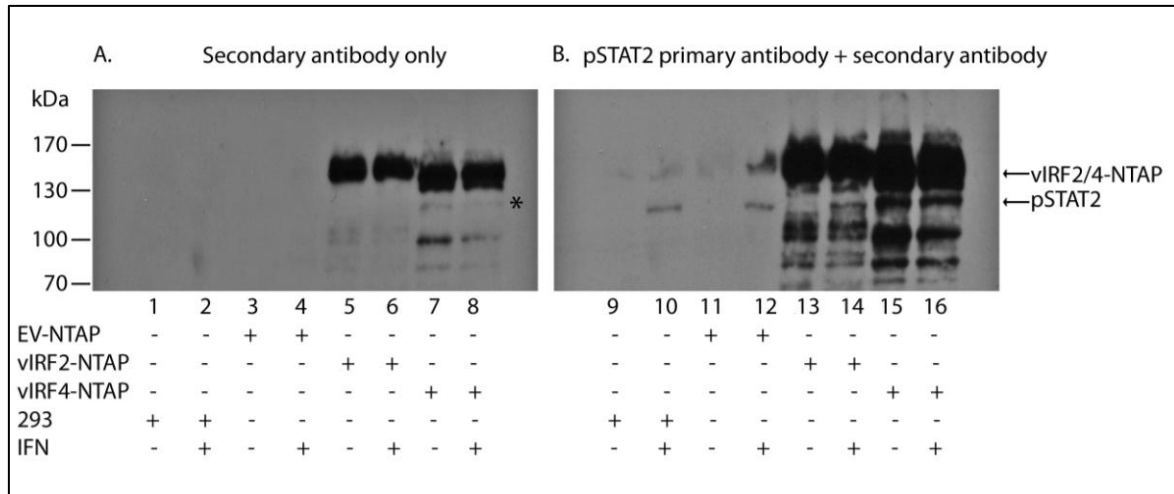 A. Secondary antibody only B. pSTAT2 primary antibody + secondary antibody
kDa
170
130
100
70
*
vIRF2/4-NTAP
pSTAT2
1 2 3 4 5 6 7 8 9 10 11 12 13 14 15 16
EV-NTAP - - + + - - - - - - + + - - - -
vIRF2-NTAP - - - - + + - - - - - - + + - -
vIRF4-NTAP - - - - - - + + - - - - - - + +
293 + + - - - - - - + + - - - - - -
IFN - + - + - + - + - + - + - + - +